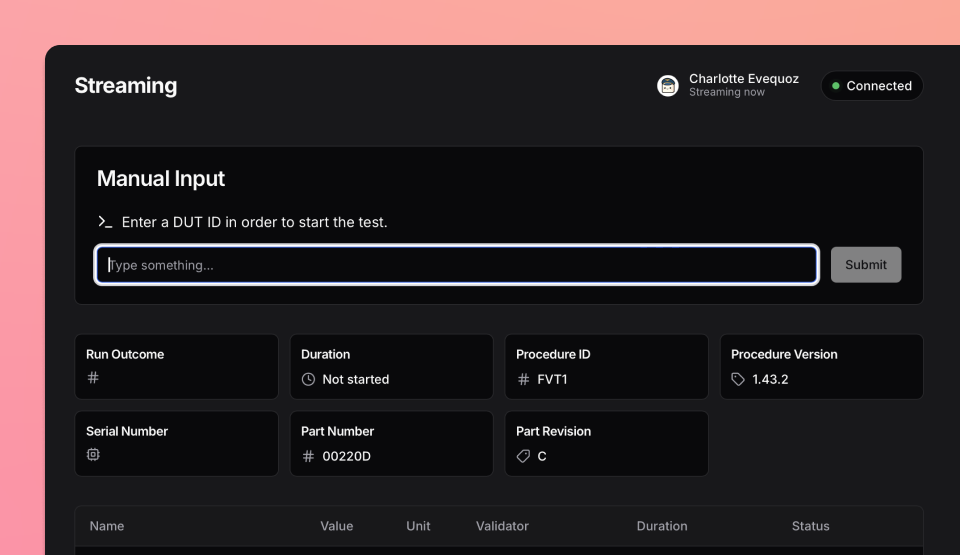 Streaming
Charlotte Evequoz
Streaming now
Connected
Manual Input
Enter a DUT ID in order to start the test.
Type something...
Submit
Run Outcome
Duration
Not started
Procedure ID
FVT1
Procedure Version
1.43.2
Serial Number
Part Number
00220D
Part Revision
C
Name Value Unit Validator Duration Status